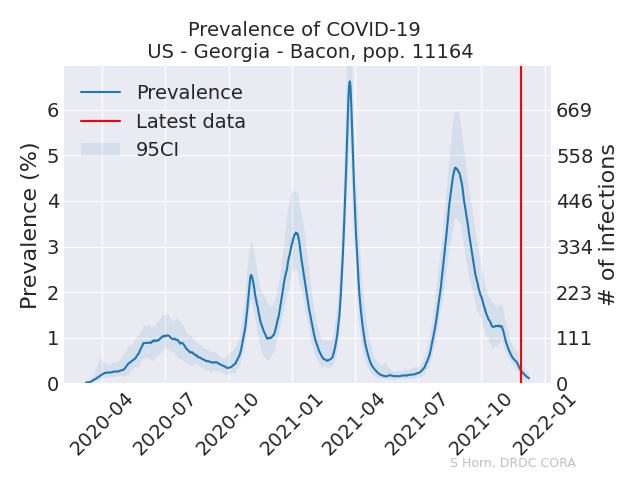 Prevalence of COVID-19
US - Georgia - Bacon, pop. 11164
Prevalence
Latest data
95CI
Prevalence (%)
6
5
4
3
2
1
0
669
558
446
334
223
111
0
# of infections
2020-04
2020-07
2020-10
2021-01
2021-04
2021-07
2021-10
2022-01
S Horn, DRDC CORA